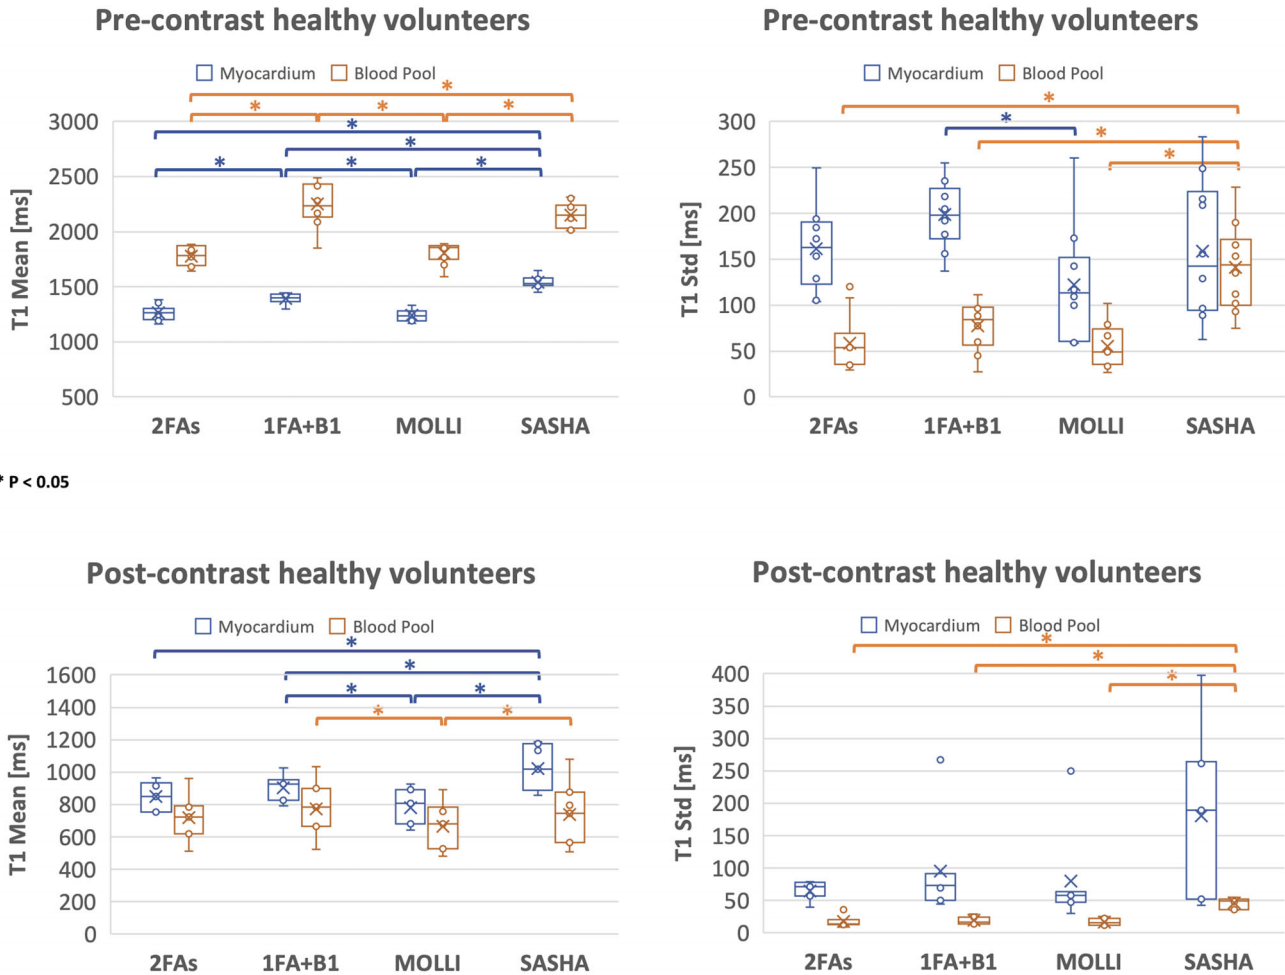 Pre-contrast healthy volunteers
Myocardium Blood Pool
* * * *
* * * * *
T1 Mean [ms]
3000
2500
2000
1500
1000
500
2FAs 1FA+B1 MOLLI SASHA
Pre-contrast healthy volunteers
Myocardium Blood Pool
* * * *
T1 Std [ms]
300
250
200
150
100
50
0
2FAs 1FA+B1 MOLLI SASHA
* P < 0.05
Post-contrast healthy volunteers
Myocardium Blood Pool
* * * * * *
T1 Mean [ms]
1600
1400
1200
1000
800
600
400
200
0
2FAs 1FA+B1 MOLLI SASHA
Post-contrast healthy volunteers
Myocardium Blood Pool
* * *
T1 Std [ms]
400
350
300
250
200
150
100
50
0
2FAs 1FA+B1 MOLLI SASHA